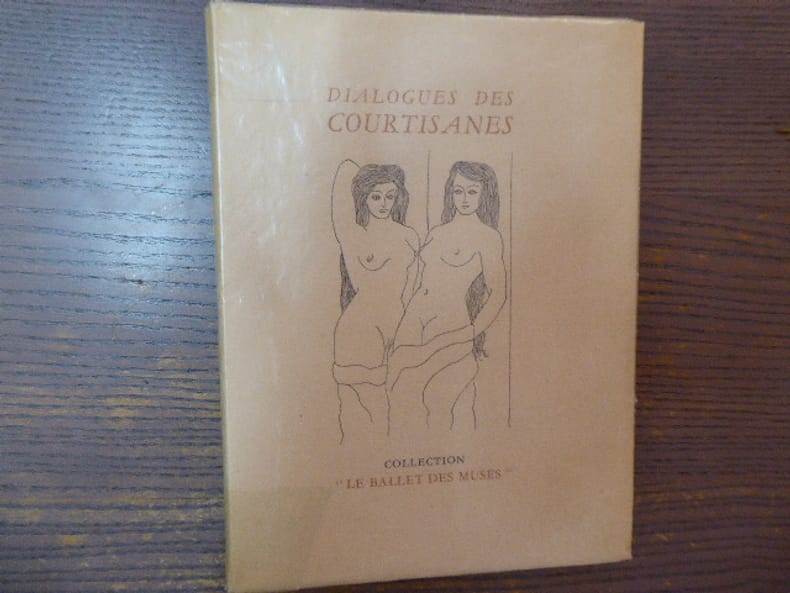 DIALOGUES DES
COURTISANES
COLLECTION
"LE BALLET DES MUSES"